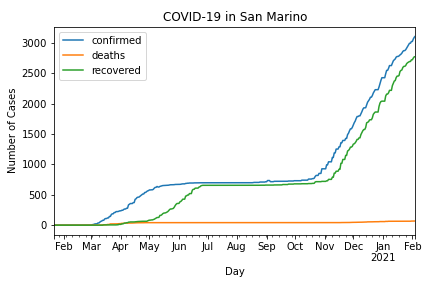 COVID-19 in San Marino
confirmed
deaths
recovered
Number of Cases
3000
2500
2000
1500
1000
500
0
Feb Mar Apr May Jun Jul Aug Sep Oct Nov Dec Jan Feb
2021
Day